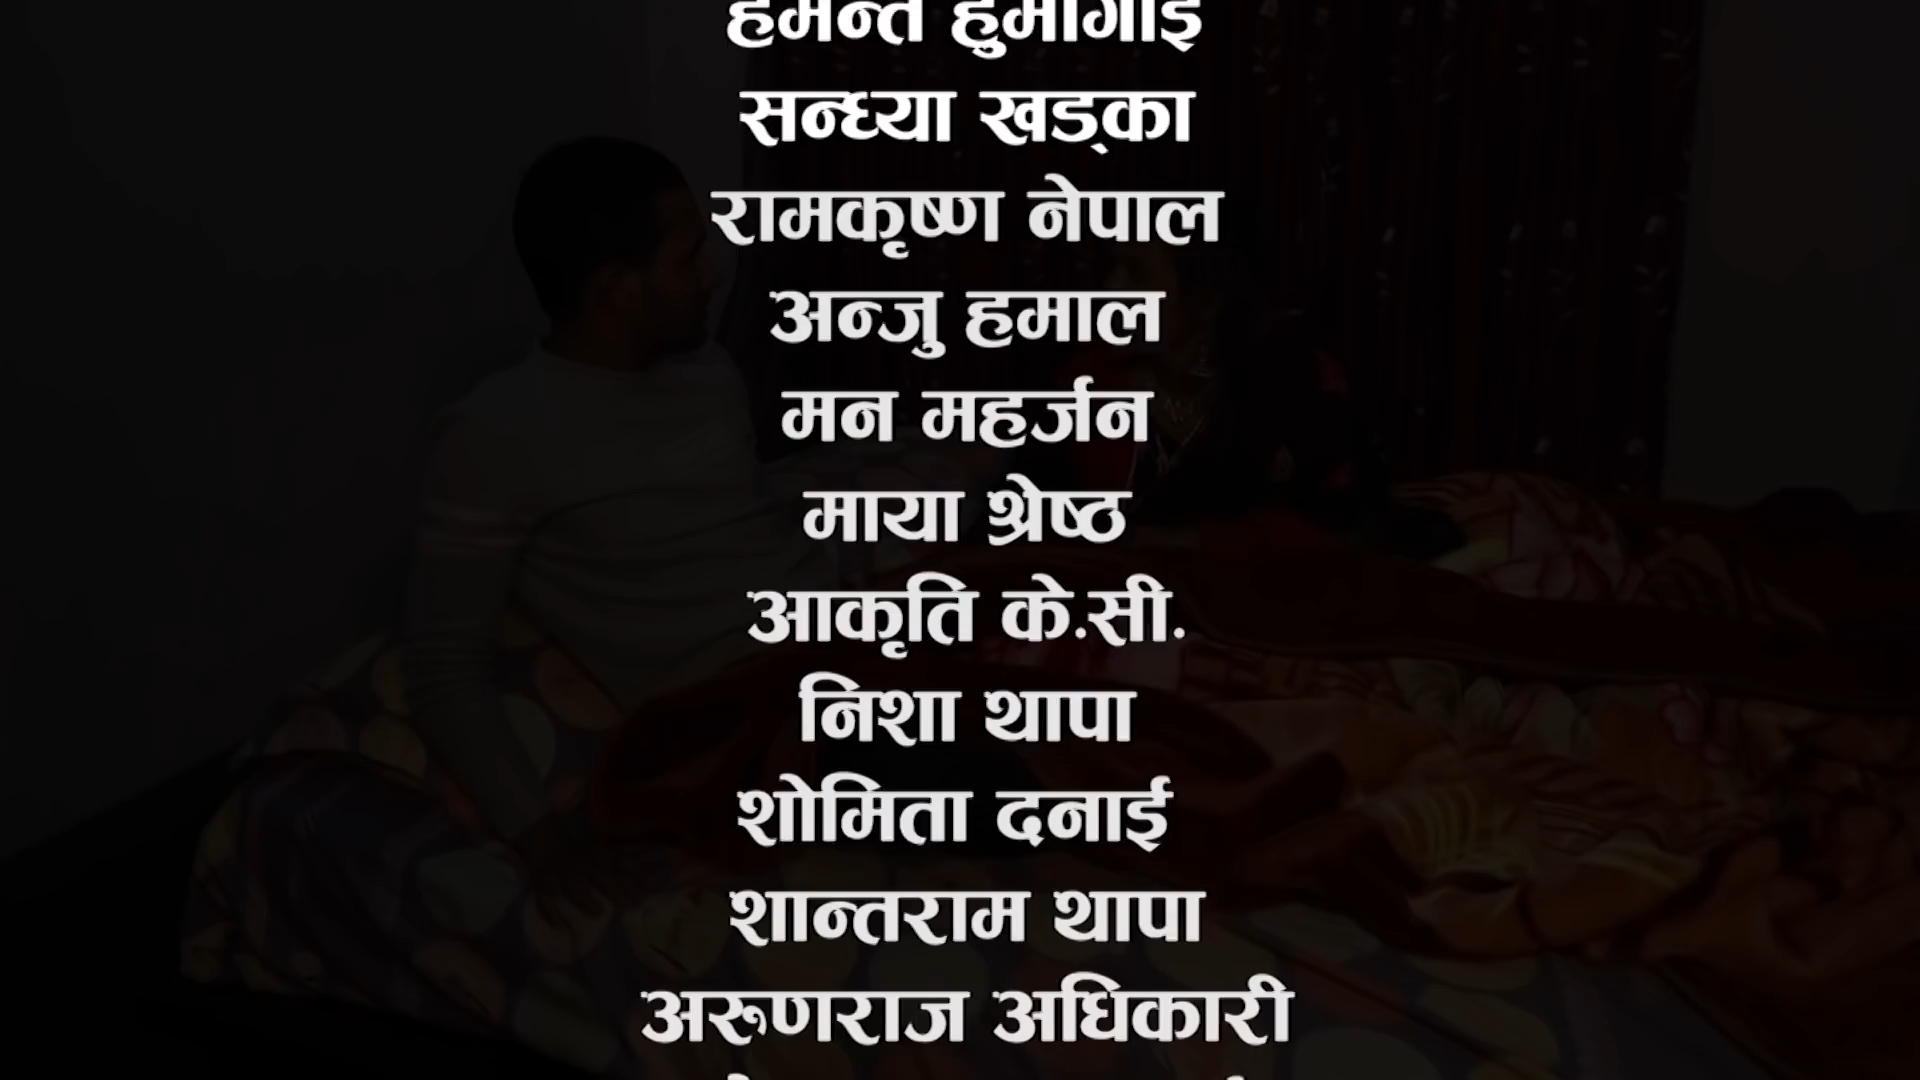 हुमागाई
सन्ध्या खड्का
रामकृष्ण नेपाल
अन्जु हमाल
मन महर्जन
माया श्रेष्ठ
आकृति के.सी.
निशा थापा
शोमिता दनाई
शान्तराम थापा
अरुणराज अधिकारी